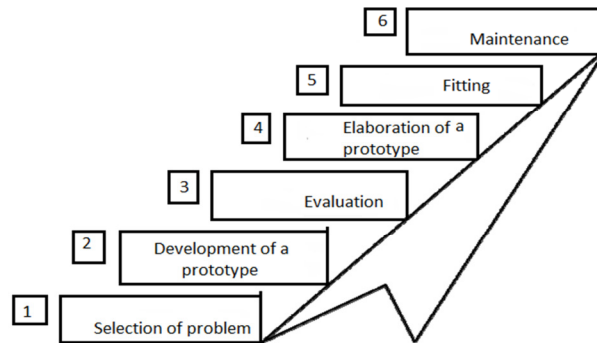 6
Maintenance
5
Fitting
4
Elaboration of a
prototype
3
Evaluation
2
Development of a
prototype
1
Selection of problem